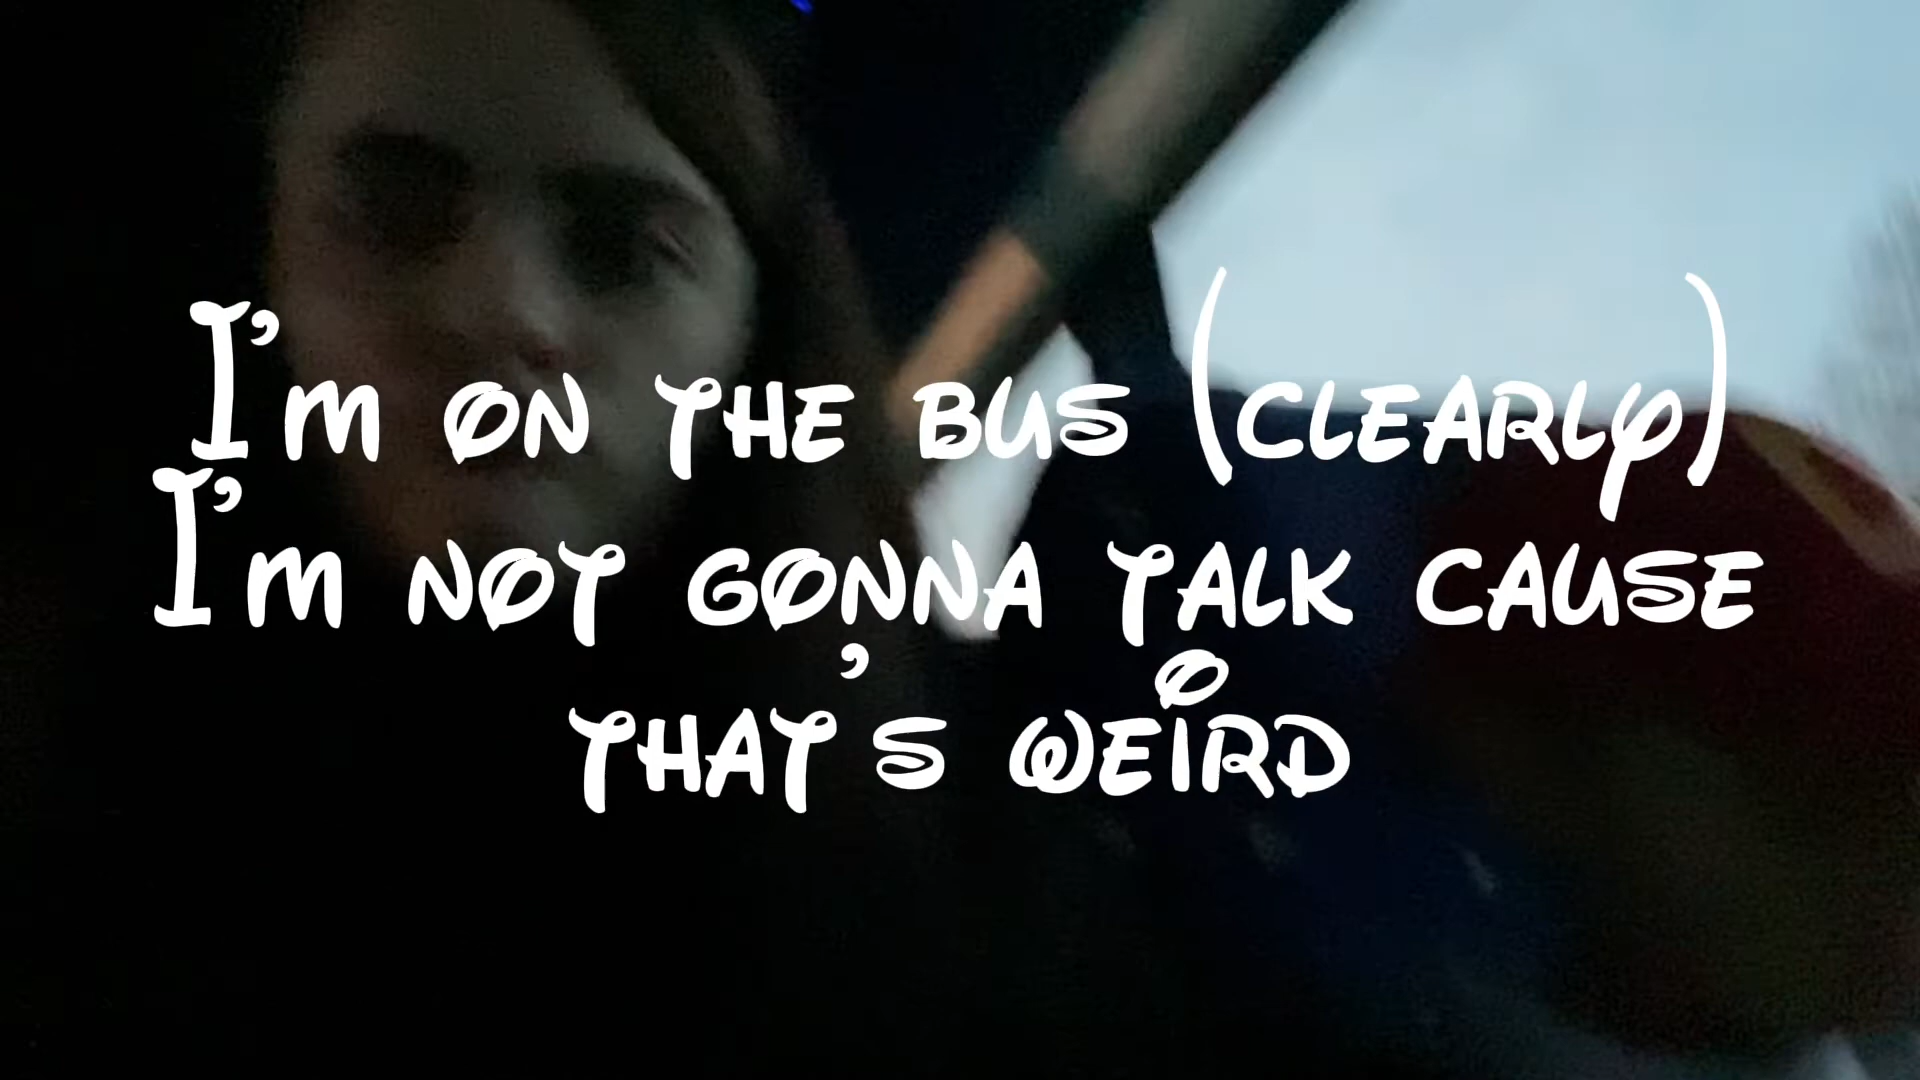 I'm on the bus (clearly)
I'm not gonna talk cause
that's weird